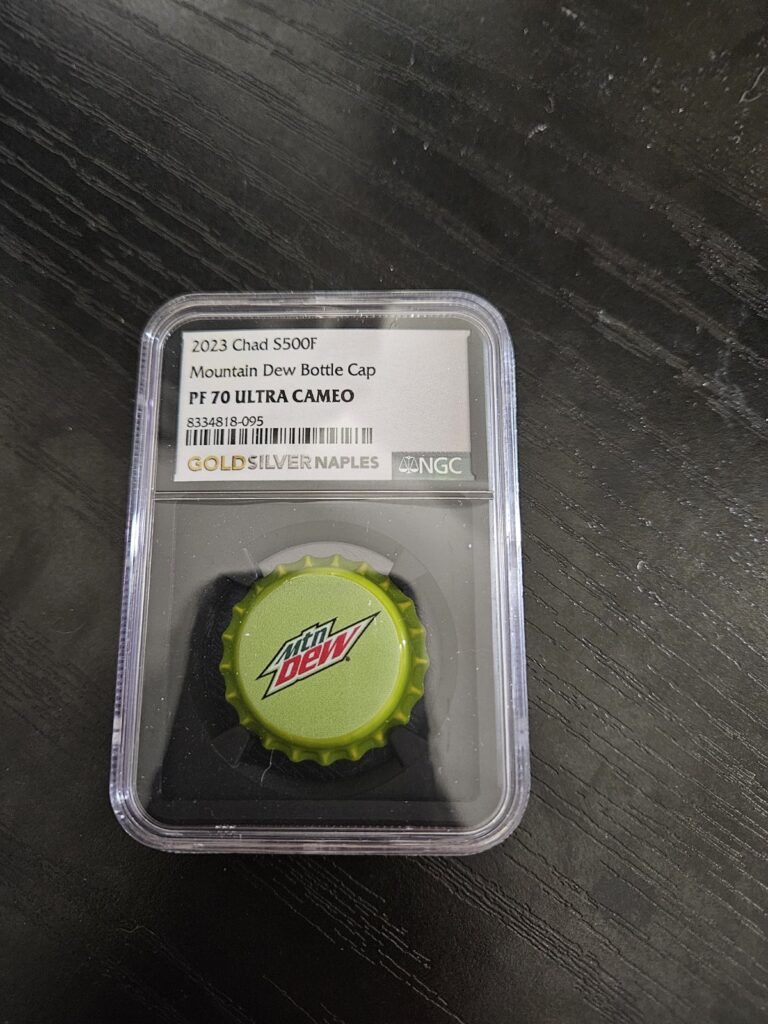 2023 Chad S500F
Mountain Dew Bottle Cap
PF 70 ULTRA CAMEO
8334818-095
GOLDSILVERNAPLES NGC
Mtn
DEW